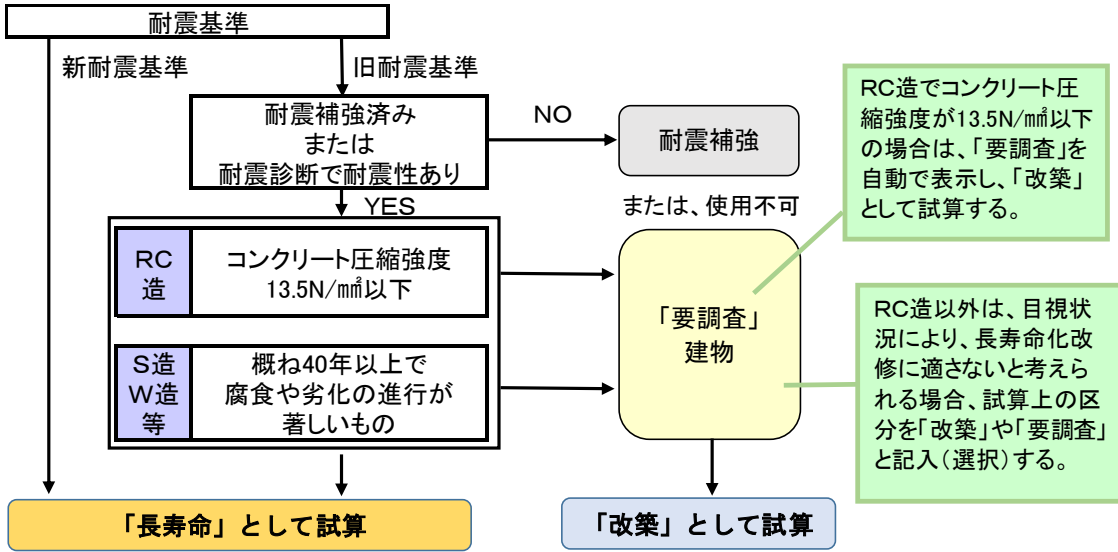 耐震基準
新耐震基準
旧耐震基準
耐震補強済み
または
耐震診断で耐震性あり
NO
耐震補強
または、使用不可
YES
RC
造
コンクリート圧縮強度
13.5N/㎟以下
S造
W造
等
概ね40年以上で
腐食や劣化の進行が
著しいもの
「要調査」
建物
RC造でコンクリート圧
縮強度が13.5N/㎟以下
の場合は、「要調査」を
自動で表示し、「改築」
として試算する。
RC造以外は、目視状
況により、長寿命化改
修に適さないと考えら
れる場合、試算上の区
分を「改築」や「要調査」
と記入（選択）する。
「長寿命」として試算
「改築」として試算